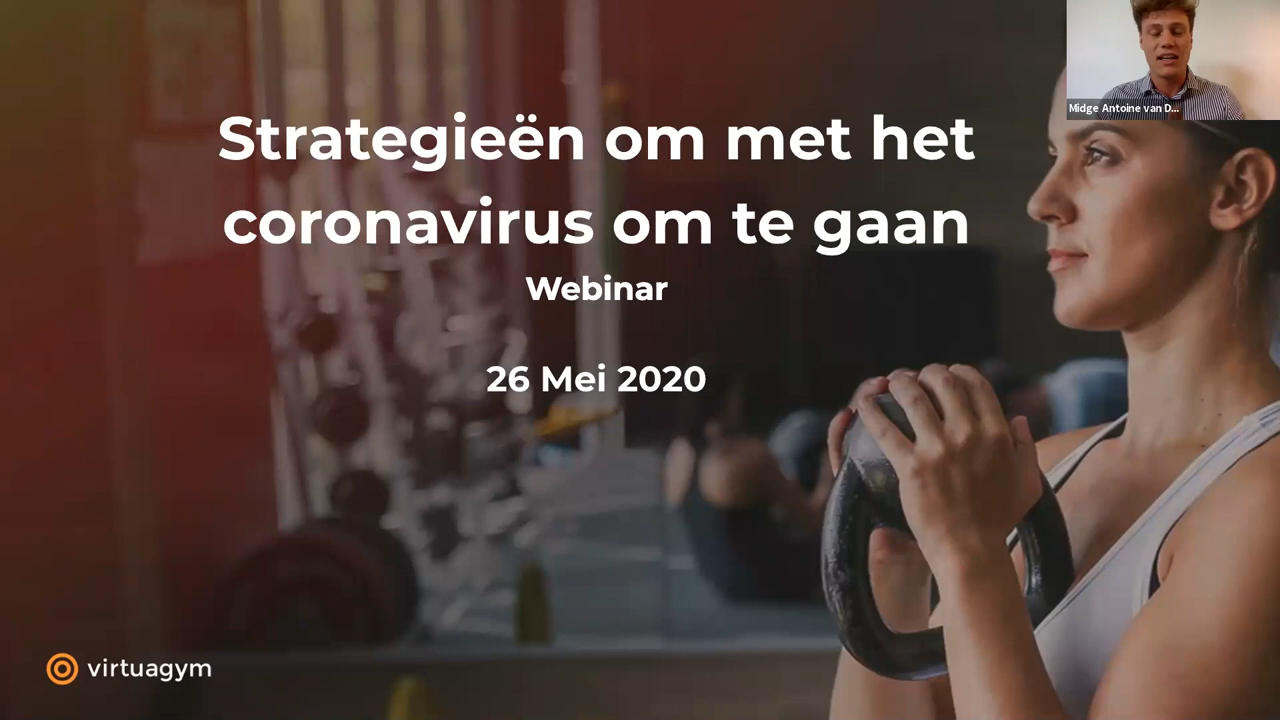 Midge Antoine van D...
Strategieën om met het
coronavirus om te gaan
Webinar
26 Mei 2020
virtuagym